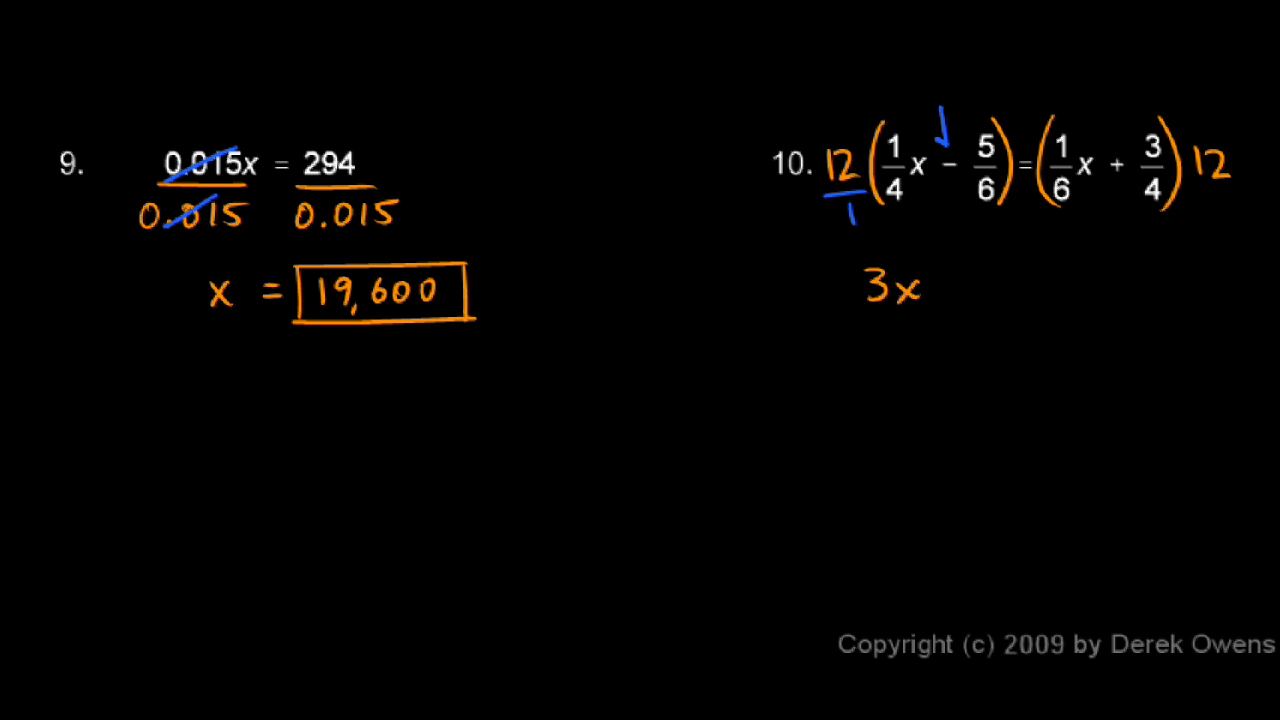 9. 0.015x = 294
0.015 0.015
x = 19,600
10. 12 (1/4 x − 5/6) = (1/6 x + 3/4) 12
1
3x
Copyright (c) 2009 by Derek Owens